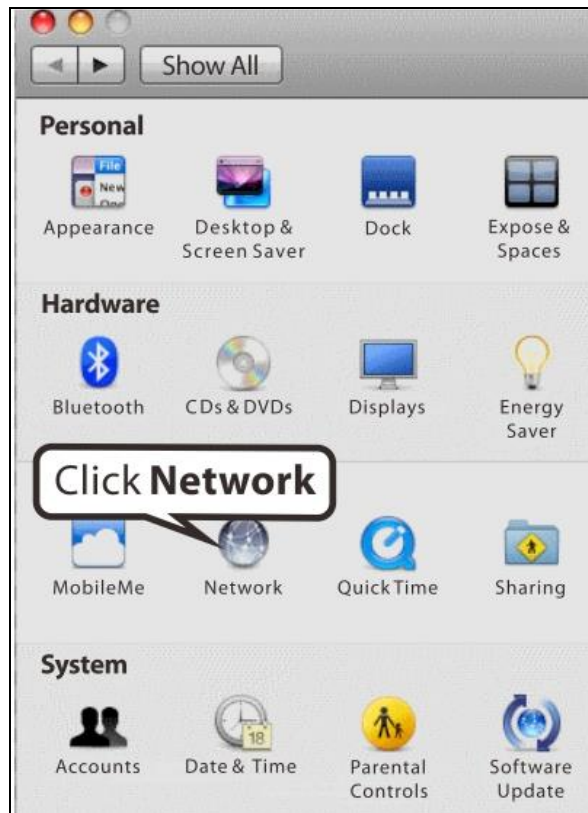 Show All
Personal
File
New
Appearance
Desktop &
Screen Saver
Dock
Expose &
Spaces
Hardware
Bluetooth
CDs & DVDs
Displays
Energy
Saver
Click Network
MobileMe
Network
QuickTime
Sharing
System
18
Accounts
Date & Time
Parental
Controls
Software
Update